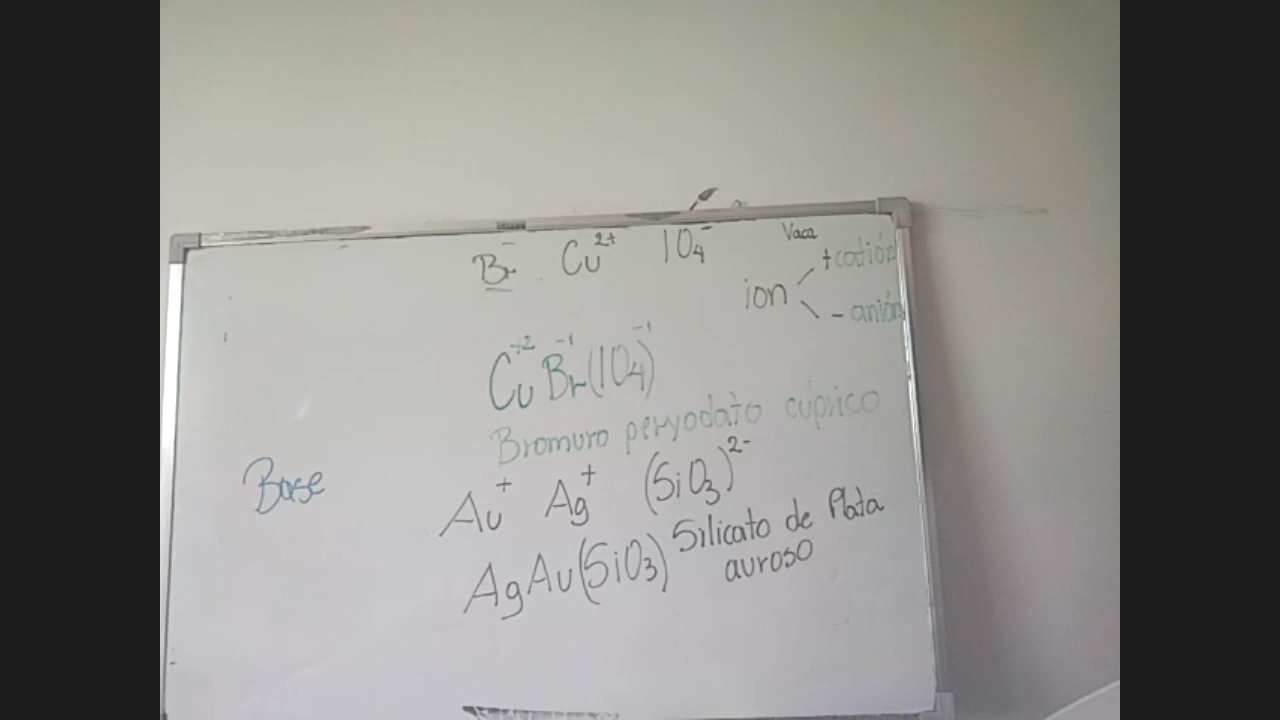 Br⁻ Cu²⁺ IO₄⁻
Vaca
ion
+ catión
- anión
Cu⁺² Br⁻¹(IO₄)⁻¹
Bromuro peryodato cúprico
Base
Au⁺ Ag⁺ (SiO₃)²⁻
AgAu(SiO₃) Silicato de Plata
auroso